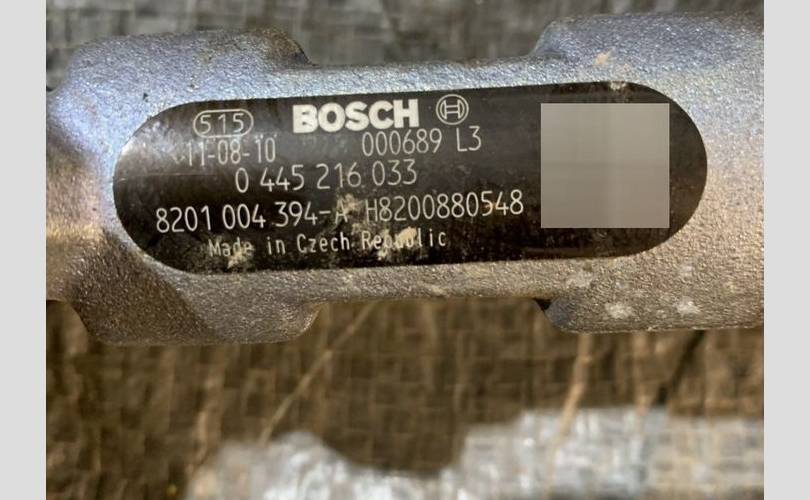 515 BOSCH
11-08-10 000689 L3
0 445 216 033
8201 004 394-A H8200880548
Made in Czech Republic